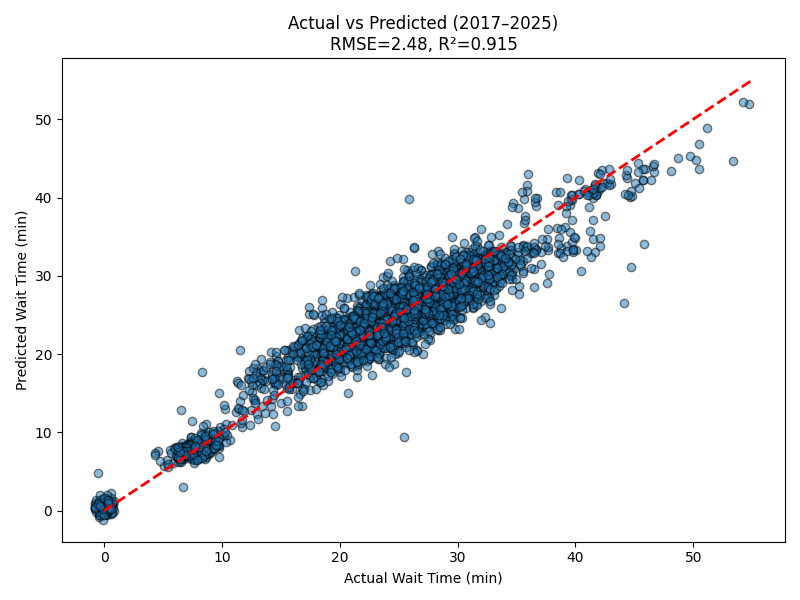 Actual vs Predicted (2017–2025)
RMSE=2.48, R²=0.915
Predicted Wait Time (min)
50
40
30
20
10
0
0 10 20 30 40 50
Actual Wait Time (min)